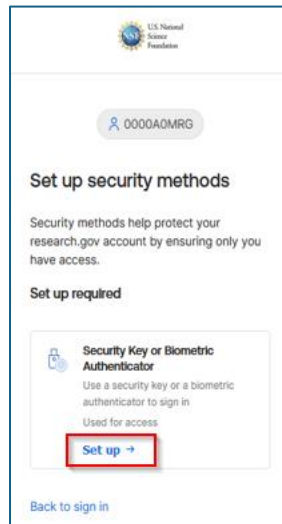 NSF
U.S. National
Science
Foundation
0000A0MRG
Set up security methods
Security methods help protect your
research.gov account by ensuring only you
have access.
Set up required
Security Key or Biometric
Authenticator
Use a security key or a biometric
authenticator to sign in
Used for access
Set up →
Back to sign in